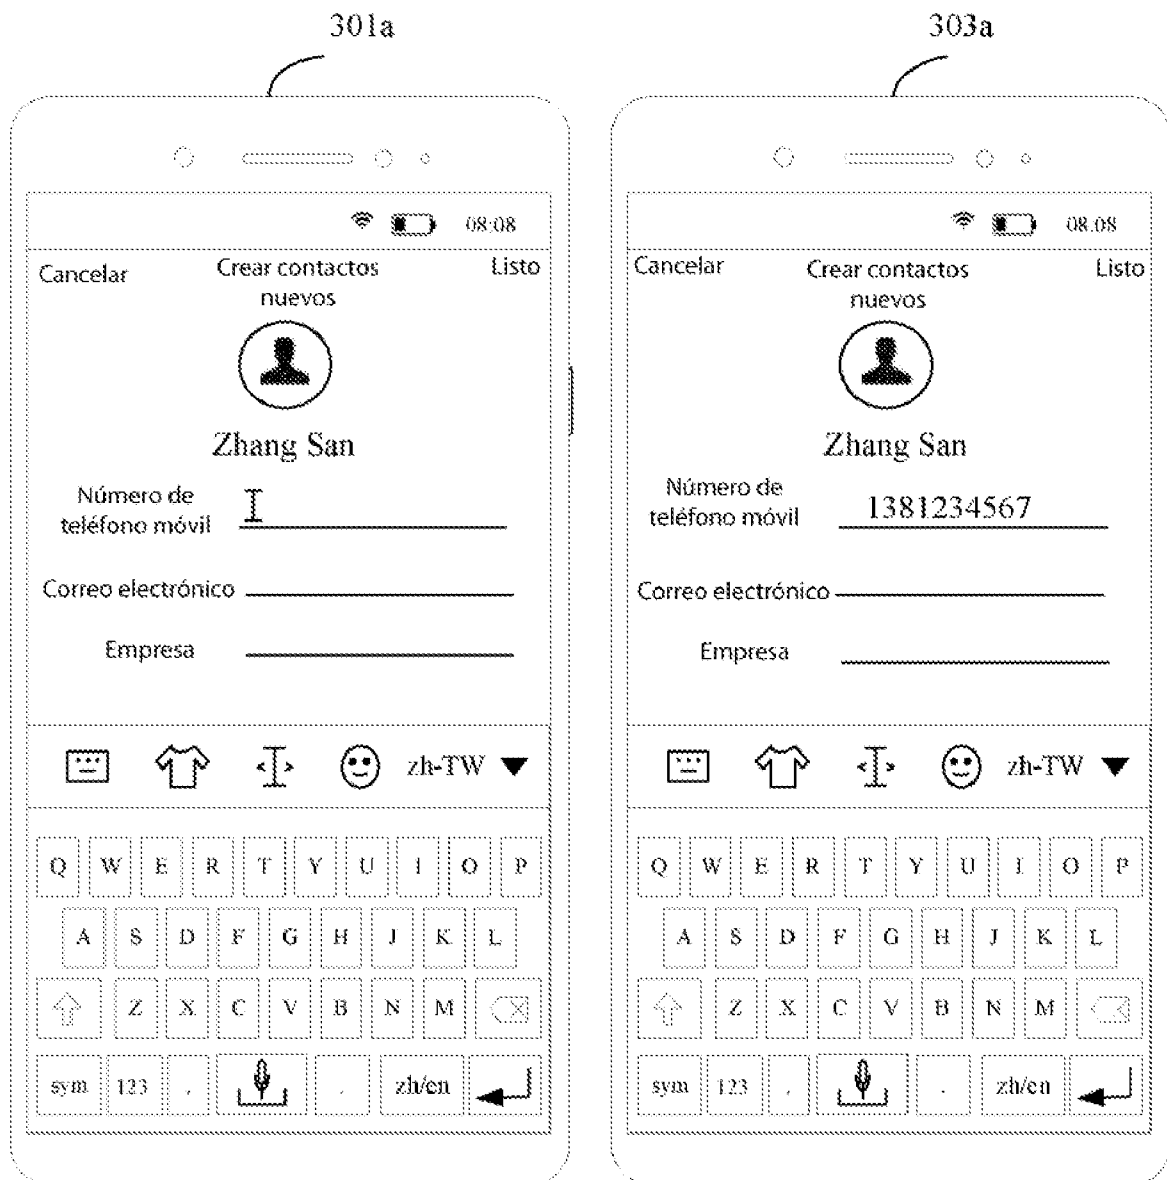 301a
08:08
Cancelar
Crear contactos
nuevos
Listo
Zhang San
Número de
teléfono móvil
Correo electrónico
Empresa
zh-TW
Q W E R T Y U I O P
A S D F G H J K L
Z X C V B N M
sym 123 , . zh/en
303a
08:08
Cancelar
Crear contactos
nuevos
Listo
Zhang San
Número de
teléfono móvil
1381234567
Correo electrónico
Empresa
zh-TW
Q W E R T Y U I O P
A S D F G H J K L
Z X C V B N M
sym 123 , . zh/en